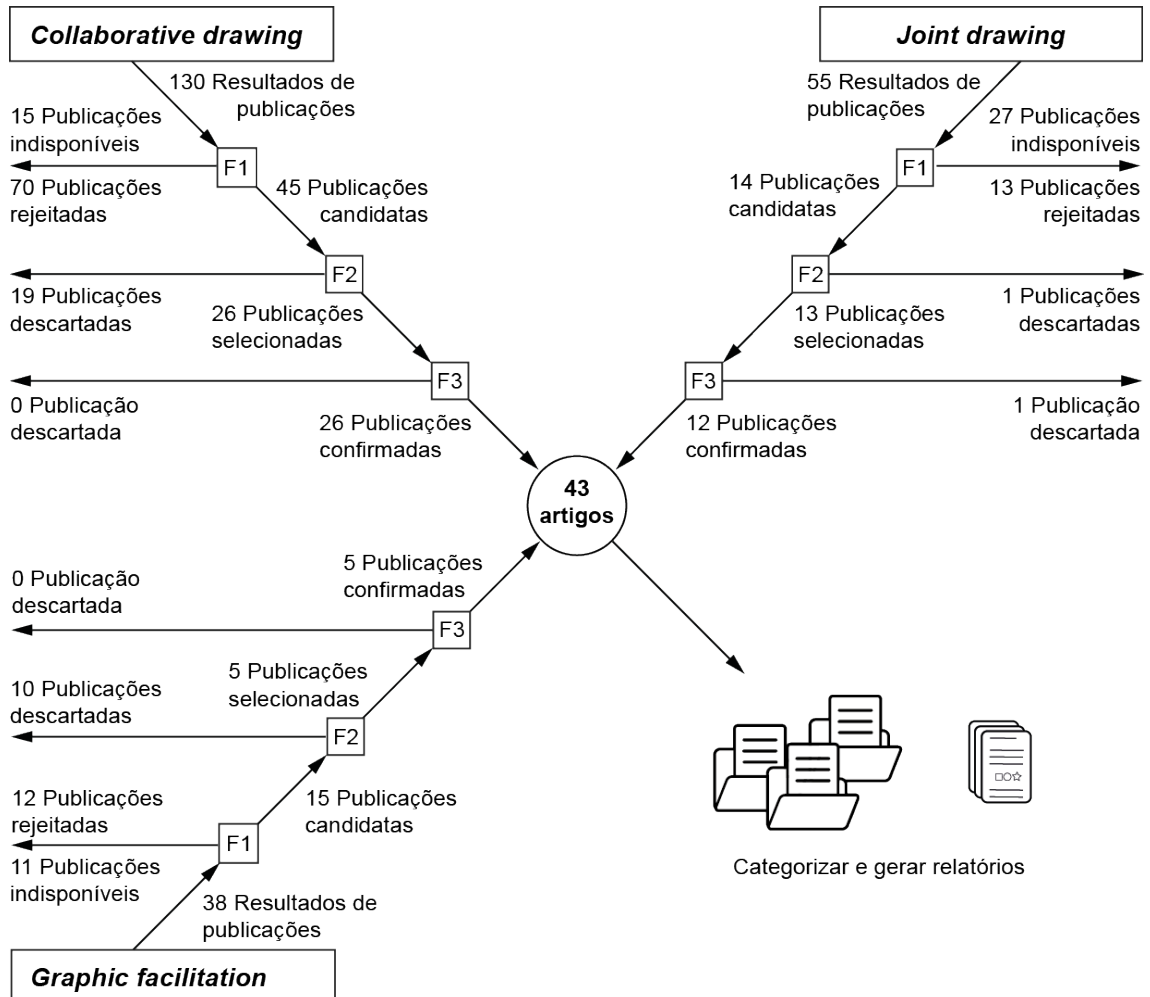 Collaborative drawing
130 Resultados de
publicações
15 Publicações
indisponíveis
F1
70 Publicações
rejeitadas
45 Publicações
candidatas
F2
19 Publicações
descartadas
26 Publicações
selecionadas
F3
0 Publicação
descartada
26 Publicações
confirmadas
Joint drawing
55 Resultados de
publicações
27 Publicações
indisponíveis
F1
13 Publicações
rejeitadas
14 Publicações
candidatas
F2
1 Publicações
descartadas
13 Publicações
selecionadas
F3
1 Publicação
descartada
12 Publicações
confirmadas
43
artigos
5 Publicações
confirmadas
0 Publicação
descartada
F3
5 Publicações
selecionadas
10 Publicações
descartadas
F2
12 Publicações
rejeitadas
15 Publicações
candidatas
F1
11 Publicações
indisponíveis
38 Resultados de
publicações
Graphic facilitation
Categorizar e gerar relatórios